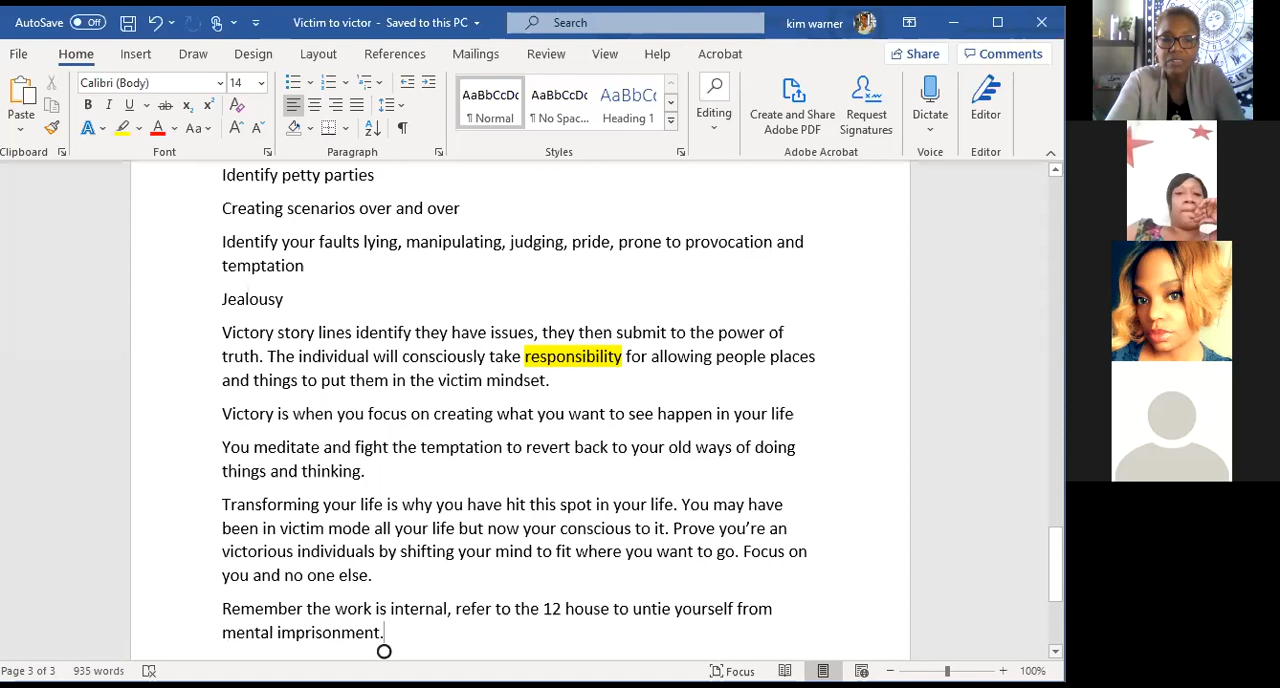 AutoSave Off Victim to victor - Saved to this PC Search kim warner
File Home Insert Draw Design Layout References Mailings Review View Help Acrobat Share Comments
Paste Calibri (Body) 14 AaBbCcDc AaBbCcDc AaBbCc Editing Create and Share Adobe PDF Request Signatures Dictate Editor
B I U ab x₂ x² ¶ Normal ¶ No Spac... Heading 1
A A Aa A A
Clipboard Font Paragraph Styles Adobe Acrobat Voice Editor
Identify petty parties
Creating scenarios over and over
Identify your faults lying, manipulating, judging, pride, prone to provocation and
temptation
Jealousy
Victory story lines identify they have issues, they then submit to the power of
truth. The individual will consciously take responsibility for allowing people places
and things to put them in the victim mindset.
Victory is when you focus on creating what you want to see happen in your life
You meditate and fight the temptation to revert back to your old ways of doing
things and thinking.
Transforming your life is why you have hit this spot in your life. You may have
been in victim mode all your life but now your conscious to it. Prove you’re an
victorious individuals by shifting your mind to fit where you want to go. Focus on
you and no one else.
Remember the work is internal, refer to the 12 house to untie yourself from
mental imprisonment.
Page 3 of 3 935 words Focus 100%